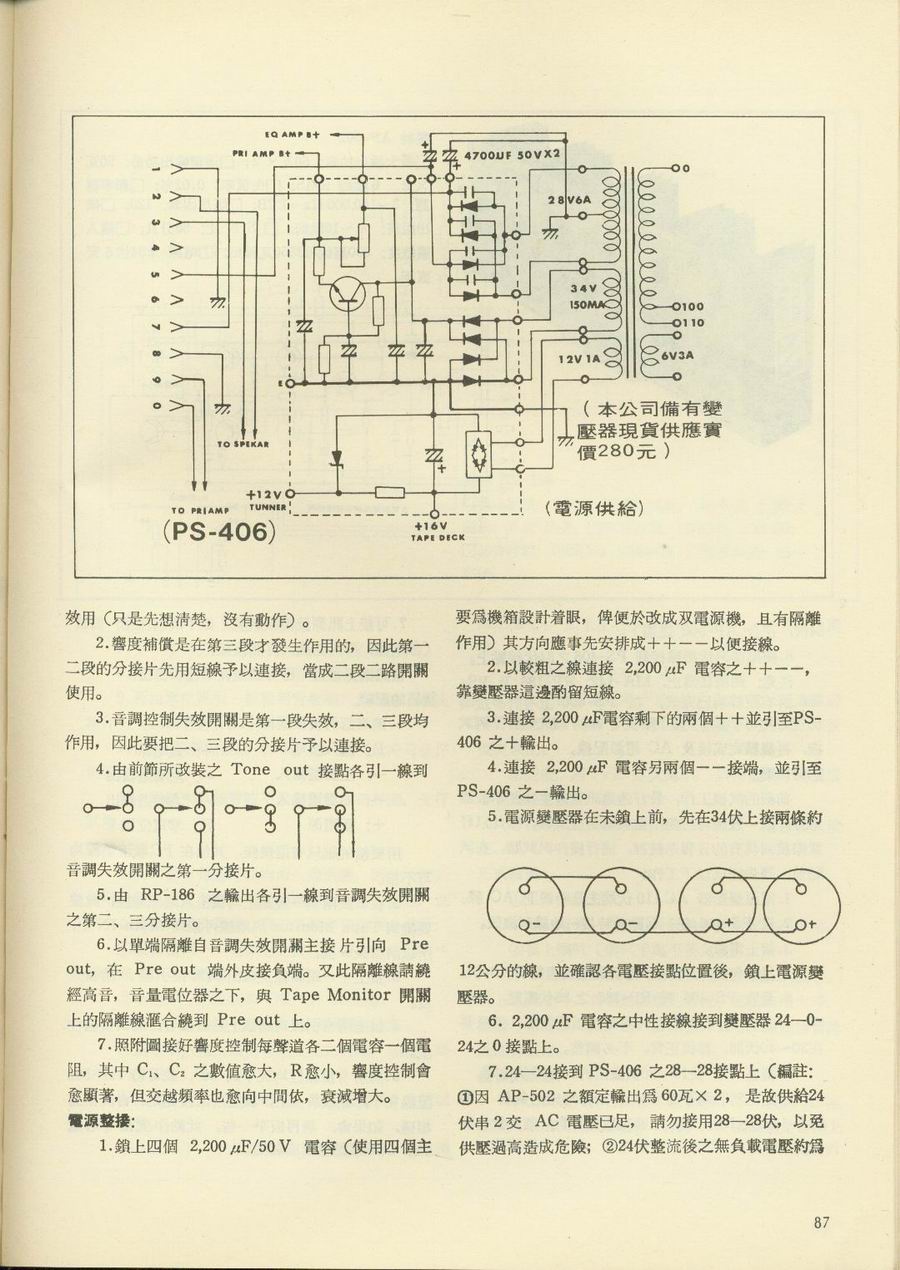 EQ AMP B+
PRI AMP B+
4700UF 50VX2
1
2
3
4
5
6
7
8
9
0
28V6A
34V
150MA
12V 1A
0
100
110
6V3A
E
TO SPEKAR
TO PRIAMP
+12V
TUNNER
+16V
TAPE DECK
(PS-406)
（本公司備有變
壓器現貨供應實
價280元）
(電源供給)
效用（只是先想清楚，沒有動作）。
2.響度補償是在第三段才發生作用的，因此第一
二段的分接片先用短線予以連接，當成二段二路開關
使用。
3.音調控制失效開關是第一段失效，二、三段均
作用，因此要把二、三段的分接片予以連接。
4.由前節所改裝之 Tone out 接點各引一線到
音調失效開關之第一分接片。
5.由 RP-186 之輸出各引一線到音調失效開關
之第二、三分接片。
6.以單端隔離自音調失效開關主接片引向 Pre
out，在 Pre out 端外皮接負端。又此隔離線請繞
經高音，音量電位器之下，與 Tape Monitor 開關
上的隔離線滙合繞到 Pre out 上。
7.照附圖接好響度控制每聲道各二個電容一個電
阻，其中 C₁、C₂ 之數值愈大，R愈小，響度控制會
愈顯著，但交越頻率也愈向中間依，衰減增大。
電源整接：
1.鎖上四個 2,200 μF/50 V 電容（使用四個主
要爲機箱設計着眼，俾便於改成双電源機，且有隔離
作用）其方向應事先安排成＋＋－－以便接線。
2.以較粗之線連接 2,200 μF 電容之＋＋－－，
靠變壓器這邊酌留短線。
3.連接 2,200 μF電容剩下的兩個＋＋並引至PS-
406 之＋輸出。
4.連接 2,200 μF 電容另兩個－－接端，並引至
PS-406 之－輸出。
5.電源變壓器在未鎖上前，先在34伏上接兩條約
- - + +
12公分的線，並確認各電壓接點位置後，鎖上電源變
壓器。
6. 2,200 μF 電容之中性接線接到變壓器 24—0-
24之 0 接點上。
7.24—24接到 PS-406 之28—28接點上（編註：
①因 AP-502 之額定輸出爲 60瓦× 2，是故供給24
伏串 2 交 AC 電壓已足，請勿接用28—28伏，以免
供壓過高造成危險；②24伏整流後之無負載電壓約爲
87